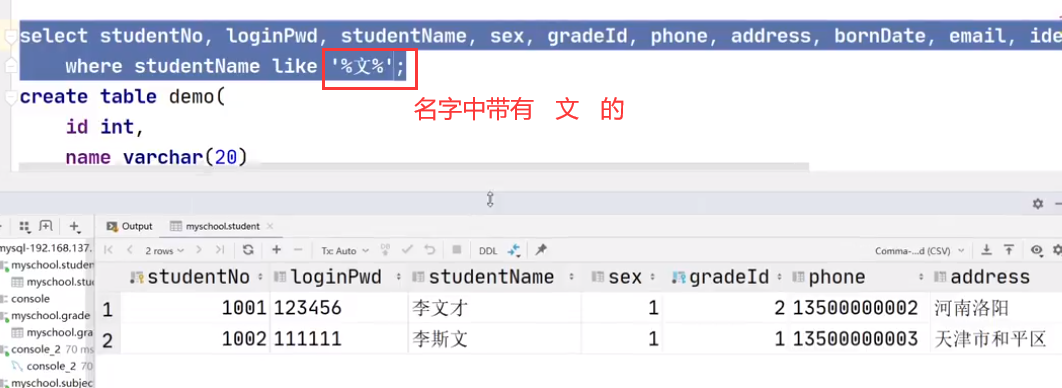 select studentNo, loginPwd, studentName, sex, gradeId, phone, address, bornDate, email, ide
where studentName like '%文%';
create table demo(
名字中带有 文 的
id int,
name varchar(20)
Output myschool.student
mysql-192.168.137. 2 rows Tx: Auto DDL Comma-...d (CSV)
myschool.studen
myschool.stu
console
myschool.grade
myschool.gra
console_2 70 ms
console_2 70
myschool.subjec
studentNo loginPwd studentName sex gradeId phone address
1 1001 123456 李文才 1 2 13500000002 河南洛阳
2 1002 111111 李斯文 1 1 13500000003 天津市和平区